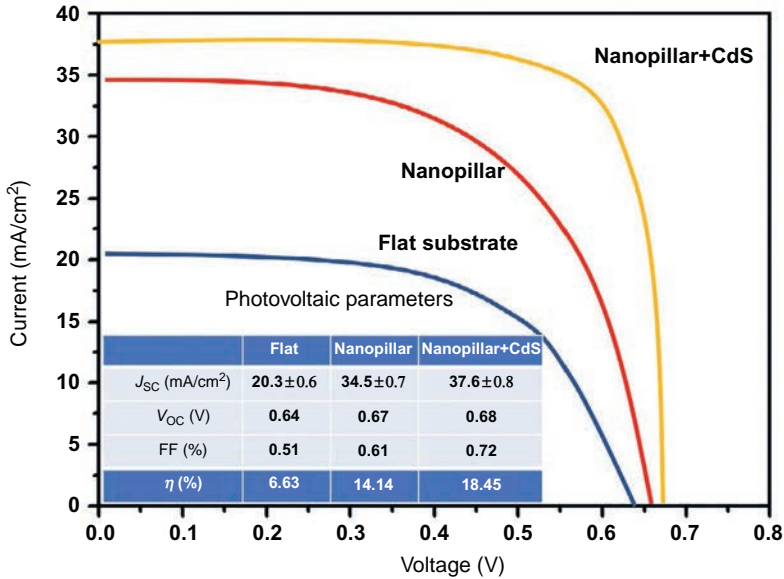 40
35
30
25
20
15
10
5
0
Current (mA/cm²)
Nanopillar+CdS
Nanopillar
Flat substrate
Photovoltaic parameters
Flat Nanopillar Nanopillar+CdS
J_SC (mA/cm²) 20.3±0.6 34.5±0.7 37.6±0.8
V_OC (V) 0.64 0.67 0.68
FF (%) 0.51 0.61 0.72
η (%) 6.63 14.14 18.45
0.0 0.1 0.2 0.3 0.4 0.5 0.6 0.7 0.8
Voltage (V)